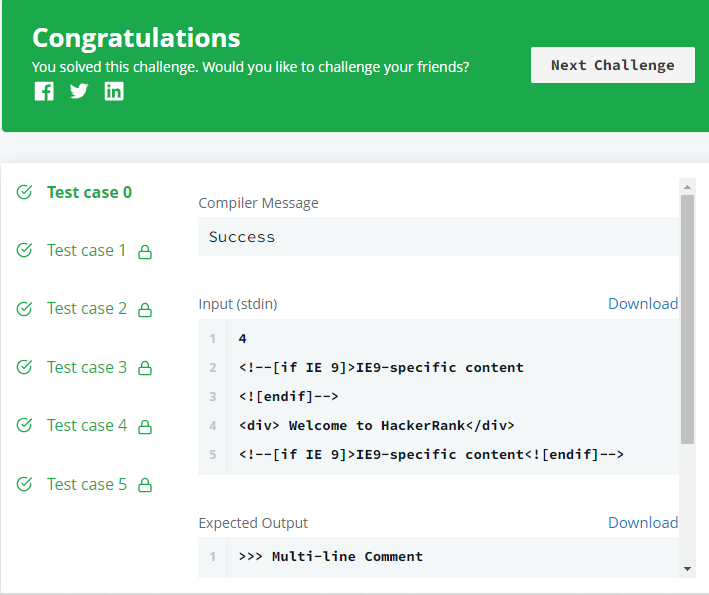 Congratulations
You solved this challenge. Would you like to challenge your friends?
Next Challenge
Test case 0
Test case 1
Test case 2
Test case 3
Test case 4
Test case 5
Compiler Message
Success
Input (stdin)
Download
1 4
2 <!--[if IE 9]>IE9-specific content
3 <![endif]-->
4 <div> Welcome to HackerRank</div>
5 <!--[if IE 9]>IE9-specific content<![endif]-->
Expected Output
Download
1 >>> Multi-line Comment